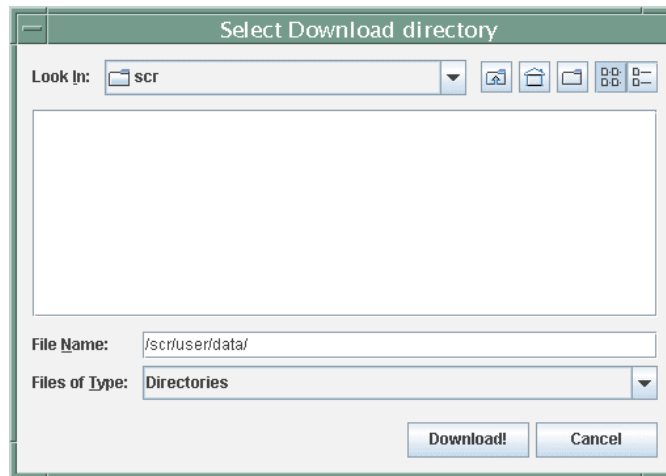 Select Download directory
Look In: scr
File Name: /scr/user/data/
Files of Type: Directories
Download! Cancel